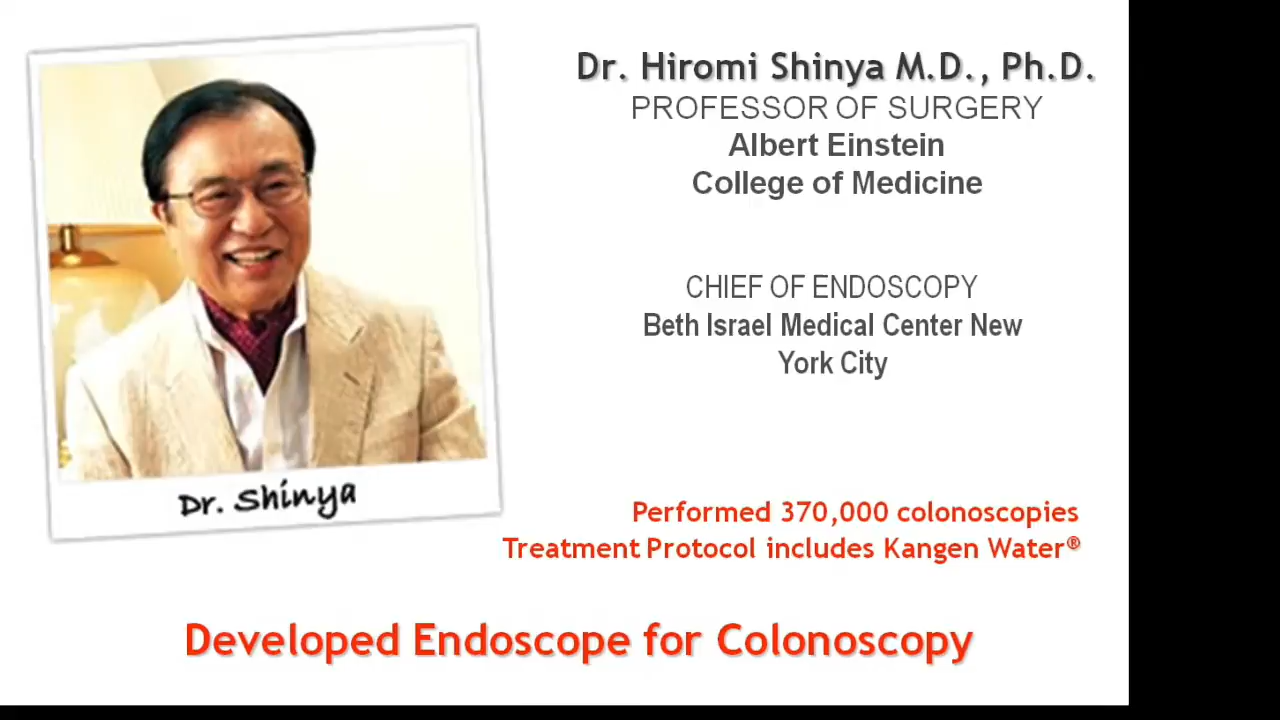 Dr. Hiromi Shinya M.D., Ph.D.
PROFESSOR OF SURGERY
Albert Einstein
College of Medicine
CHIEF OF ENDOSCOPY
Beth Israel Medical Center New
York City
Dr. Shinya
Performed 370,000 colonoscopies
Treatment Protocol includes Kangen Water®
Developed Endoscope for Colonoscopy